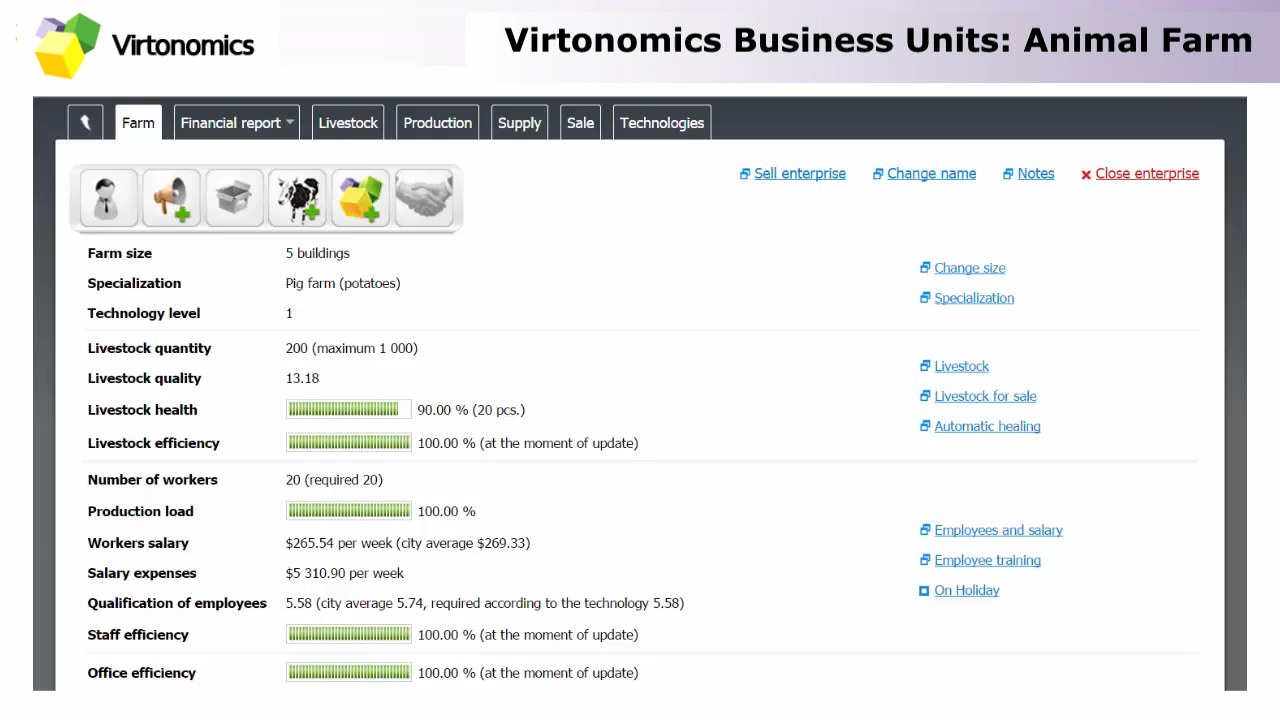 Virtonomics
Virtonomics Business Units: Animal Farm
Farm Financial report Livestock Production Supply Sale Technologies
Sell enterprise Change name Notes Close enterprise
Farm size 5 buildings
Change size
Specialization Pig farm (potatoes)
Specialization
Technology level 1
Livestock quantity 200 (maximum 1 000)
Livestock
Livestock quality 13.18
Livestock for sale
Livestock health 90.00 % (20 pcs.)
Automatic healing
Livestock efficiency 100.00 % (at the moment of update)
Number of workers 20 (required 20)
Production load 100.00 %
Employees and salary
Workers salary $265.54 per week (city average $269.33)
Employee training
Salary expenses $5 310.90 per week
On Holiday
Qualification of employees 5.58 (city average 5.74, required according to the technology 5.58)
Staff efficiency 100.00 % (at the moment of update)
Office efficiency 100.00 % (at the moment of update)